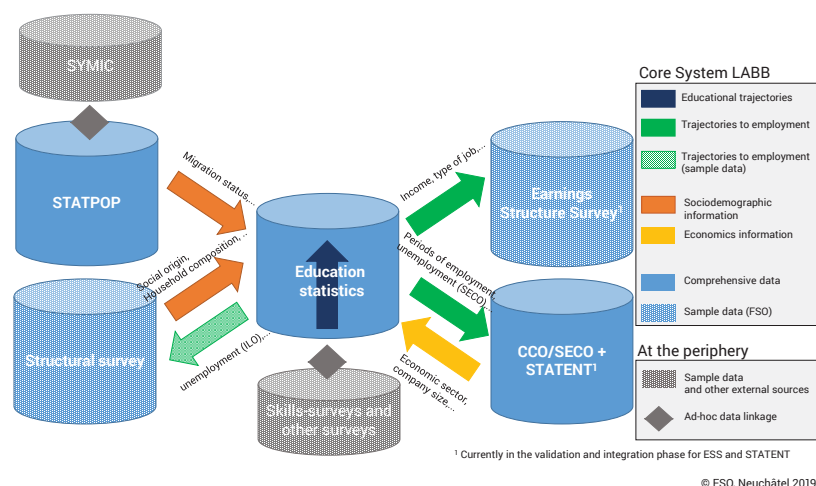 SYMIC
STATPOP
Migration status,...
Social origin,
Household composition,...
unemployment (ILO),...
Structural survey
Education
statistics
Skills-surveys and
other surveys
Income, type of job,...
Periods of employment,
unemployment (SECO),...
Economic sector,
company size,...
Earnings
Structure Survey¹
CCO/SECO +
STATENT¹
Core System LABB
Educational trajectories
Trajectories to employment
Trajectories to employment
(sample data)
Sociodemographic
information
Economics information
Comprehensive data
Sample data (FSO)
At the periphery
Sample data
and other external sources
Ad-hoc data linkage
¹ Currently in the validation and integration phase for ESS and STATENT
© FSO, Neuchâtel 2019